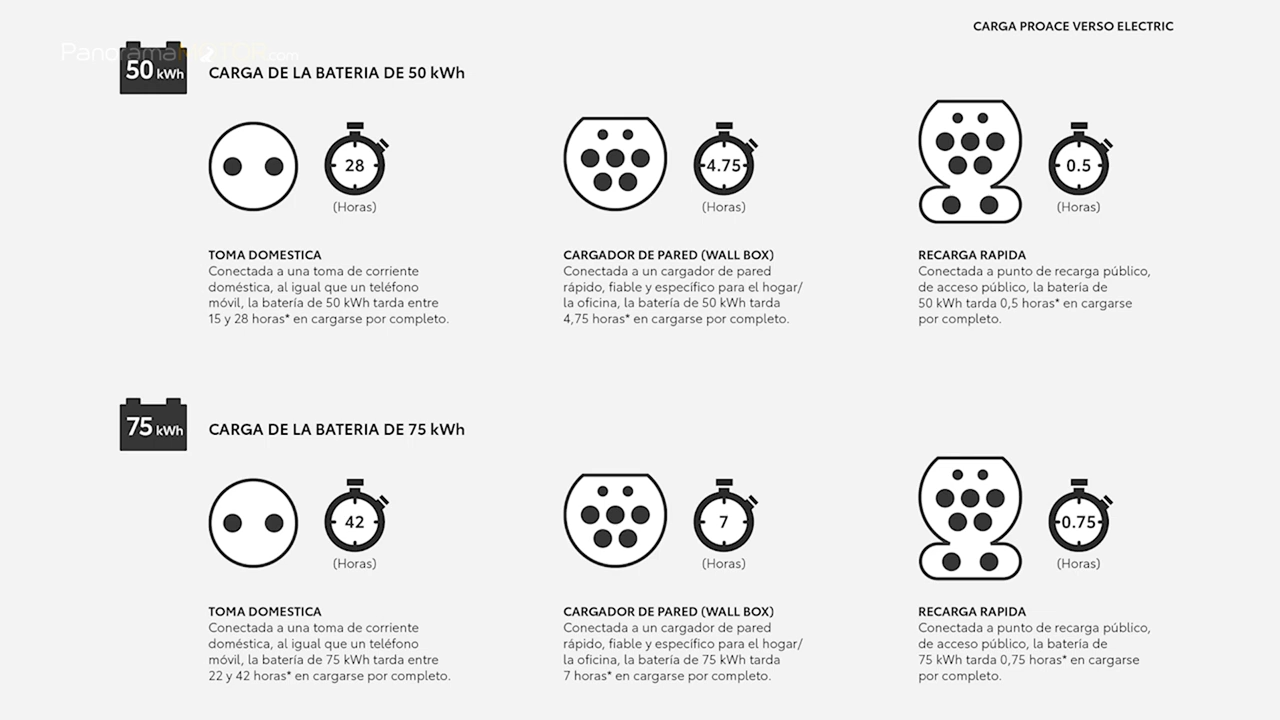 CARGA PROACE VERSO ELECTRIC
Panorama MOTOR.com
50 kWh
CARGA DE LA BATERIA DE 50 kWh
28
(Horas)
4.75
(Horas)
0.5
(Horas)
TOMA DOMESTICA
Conectada a una toma de corriente
doméstica, al igual que un teléfono
móvil, la batería de 50 kWh tarda entre
15 y 28 horas* en cargarse por completo.
CARGADOR DE PARED (WALL BOX)
Conectada a un cargador de pared
rápido, fiable y específico para el hogar/
la oficina, la batería de 50 kWh tarda
4,75 horas* en cargarse por completo.
RECARGA RAPIDA
Conectada a punto de recarga público,
de acceso público, la batería de
50 kWh tarda 0,5 horas* en cargarse
por completo.
75 kWh
CARGA DE LA BATERIA DE 75 kWh
42
(Horas)
7
(Horas)
0.75
(Horas)
TOMA DOMESTICA
Conectada a una toma de corriente
doméstica, al igual que un teléfono
móvil, la batería de 75 kWh tarda entre
22 y 42 horas* en cargarse por completo.
CARGADOR DE PARED (WALL BOX)
Conectada a un cargador de pared
rápido, fiable y específico para el hogar/
la oficina, la batería de 75 kWh tarda
7 horas* en cargarse por completo.
RECARGA RAPIDA
Conectada a punto de recarga público,
de acceso público, la batería de
75 kWh tarda 0,75 horas* en cargarse
por completo.